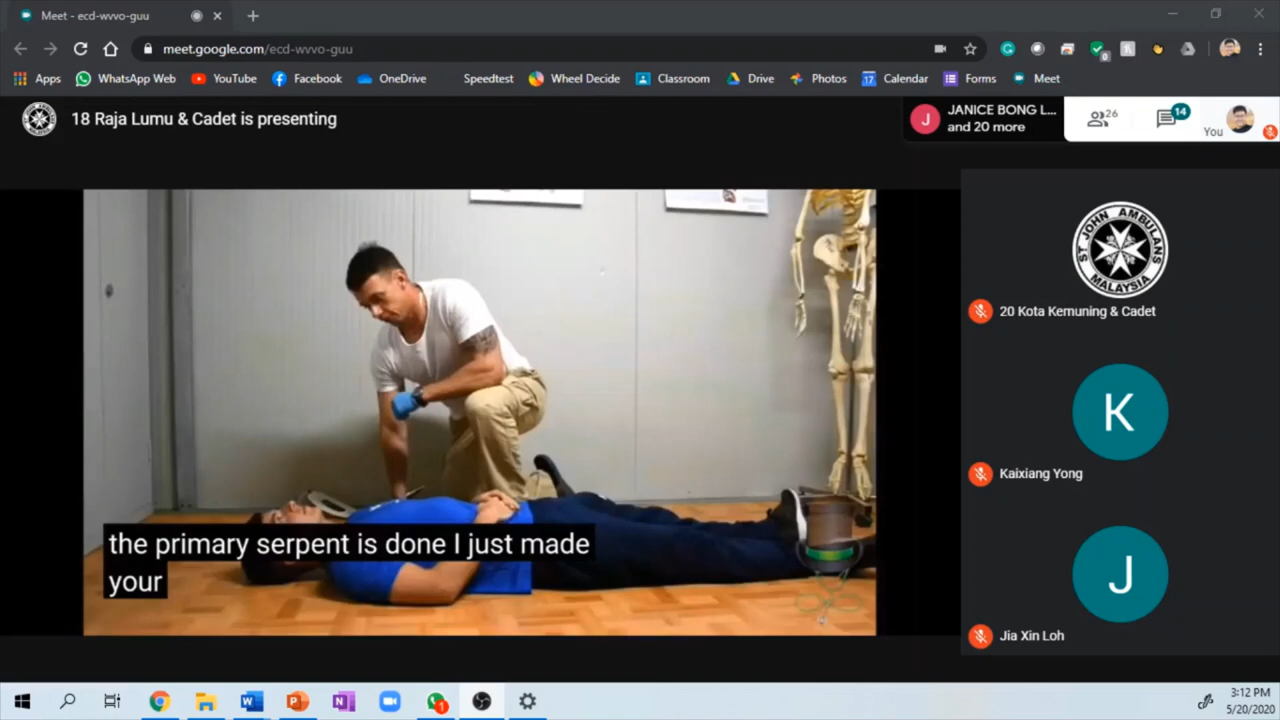 Meet - ecd-wvvo-guu
meet.google.com/ecd-wvvo-guu
0
Apps WhatsApp Web YouTube Facebook OneDrive Speedtest Wheel Decide Classroom Drive Photos 17 Calendar Forms Meet
18 Raja Lumu & Cadet is presenting
J
JANICE BONG L...
and 20 more
26
14
You
ST JOHN AMBULANS
MALAYSIA
20 Kota Kemuning & Cadet
K
Kaixiang Yong
J
Jia Xin Loh
the primary serpent is done I just made
your
W P N 1
3:12 PM
5/20/2020